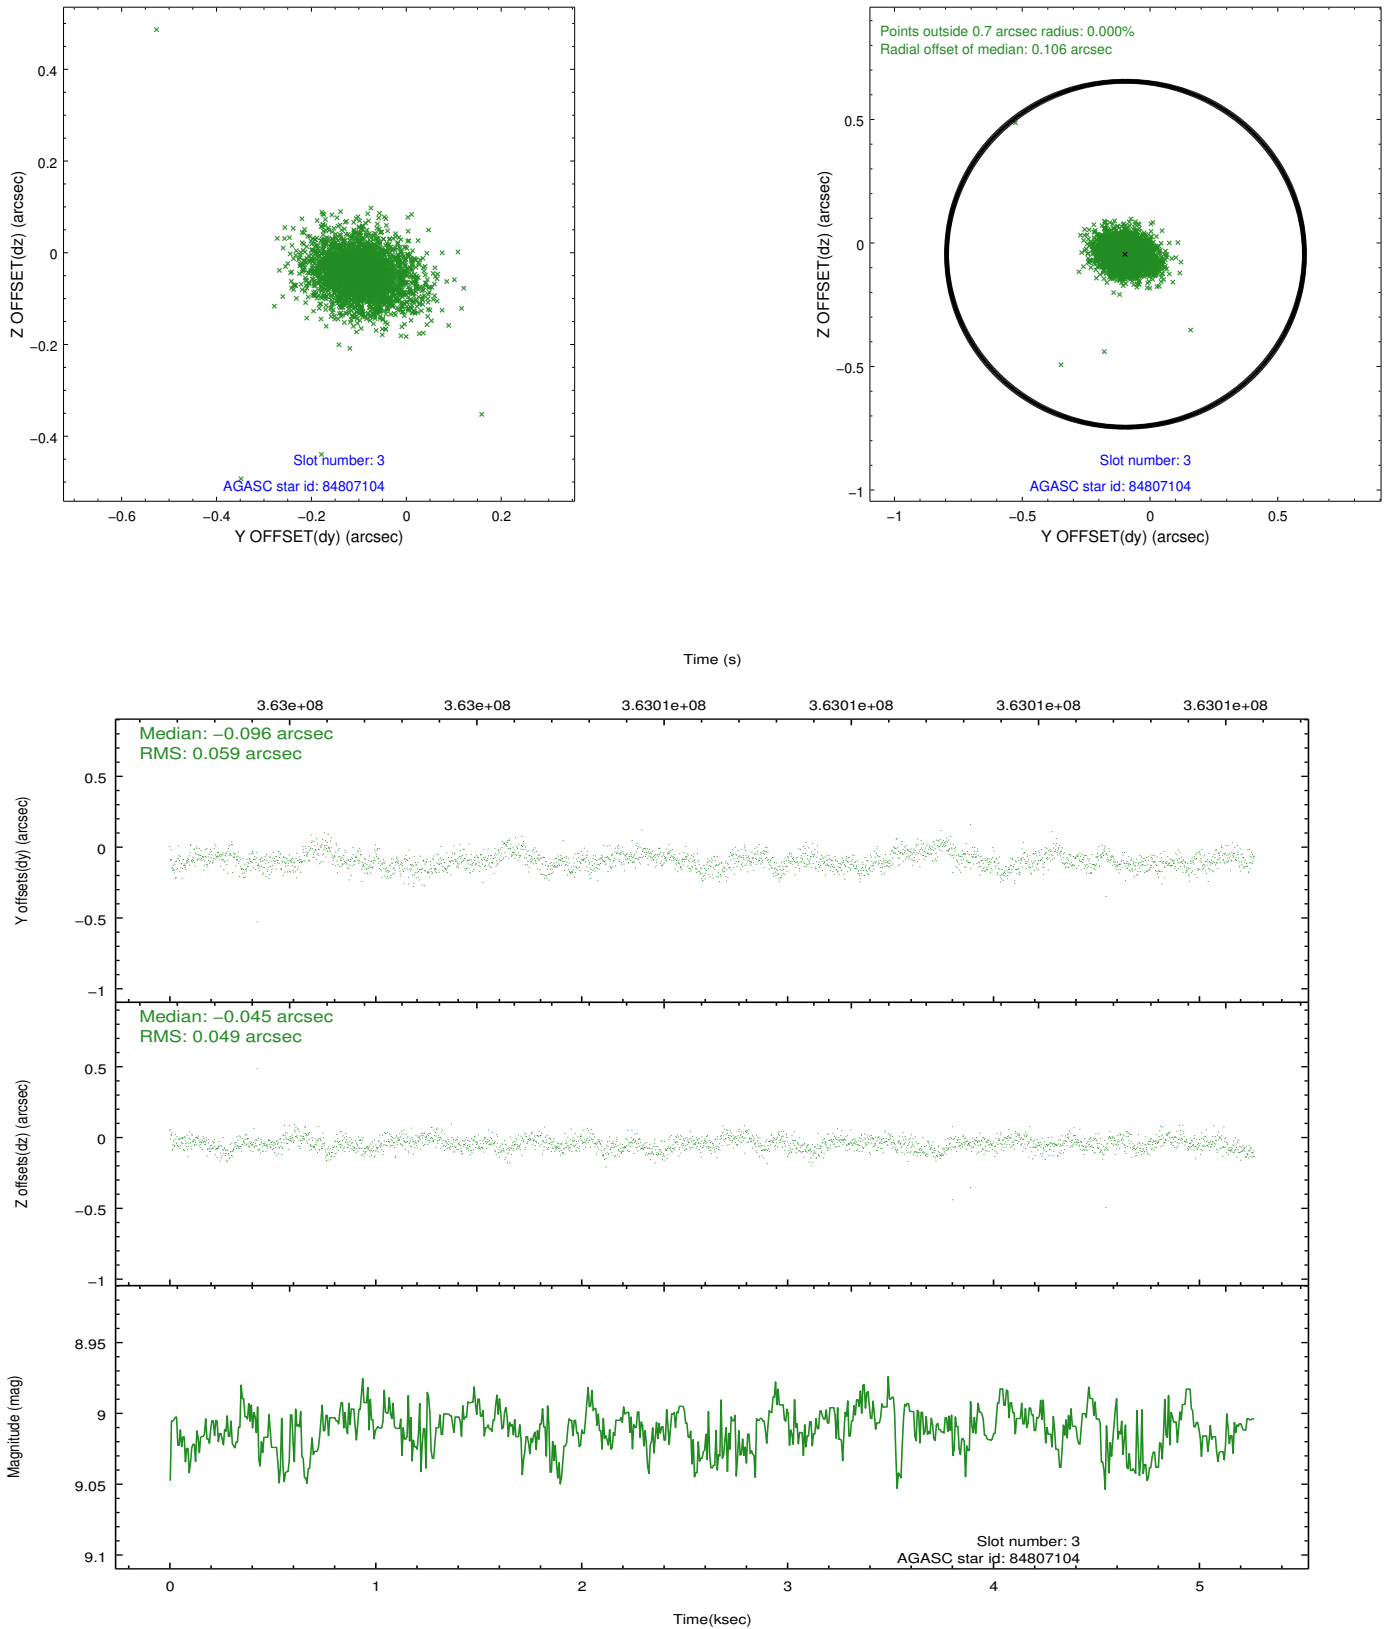 0.4
0.2
0
−0.2
−0.4
Z OFFSET(dz) (arcsec)
Slot number: 3
AGASC star id: 84807104
−0.6
−0.4
−0.2
0
0.2
Y OFFSET(dy) (arcsec)
Points outside 0.7 arcsec radius: 0.000%
Radial offset of median: 0.106 arcsec
0.5
0
−0.5
−1
Z OFFSET(dz) (arcsec)
Slot number: 3
AGASC star id: 84807104
−1
−0.5
0
0.5
Y OFFSET(dy) (arcsec)
Time (s)
3.63e+08
3.63e+08
3.6301e+08
3.6301e+08
3.6301e+08
3.6301e+08
Median: −0.096 arcsec
RMS: 0.059 arcsec
0.5
0
−0.5
−1
Y offsets(dy) (arcsec)
Median: −0.045 arcsec
RMS: 0.049 arcsec
0.5
0
−0.5
−1
Z offsets(dz) (arcsec)
8.95
9
9.05
9.1
Magnitude (mag)
Slot number: 3
AGASC star id: 84807104
0
1
2
3
4
5
Time(ksec)